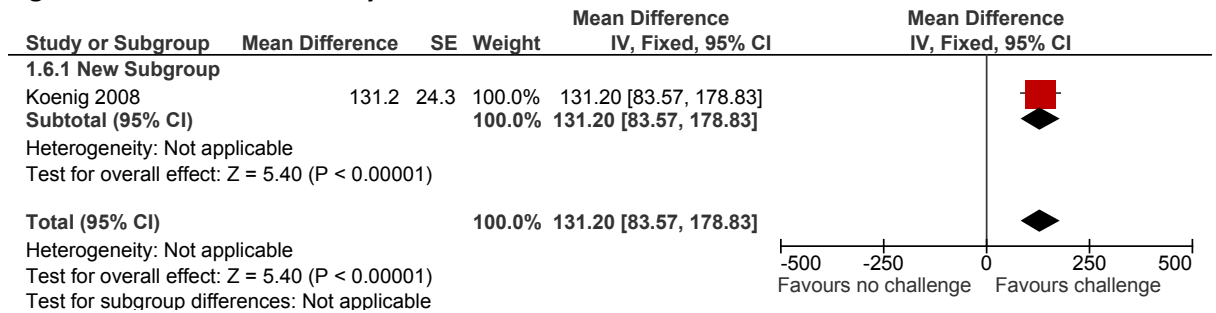 Mean Difference Mean Difference
Study or Subgroup Mean Difference SE Weight IV, Fixed, 95% CI IV, Fixed, 95% CI
1.6.1 New Subgroup
Koenig 2008 131.2 24.3 100.0% 131.20 [83.57, 178.83]
Subtotal (95% CI) 100.0% 131.20 [83.57, 178.83]
Heterogeneity: Not applicable
Test for overall effect: Z = 5.40 (P < 0.00001)
Total (95% CI) 100.0% 131.20 [83.57, 178.83]
Heterogeneity: Not applicable
Test for overall effect: Z = 5.40 (P < 0.00001)
Test for subgroup differences: Not applicable
-500 -250 0 250 500
Favours no challenge Favours challenge